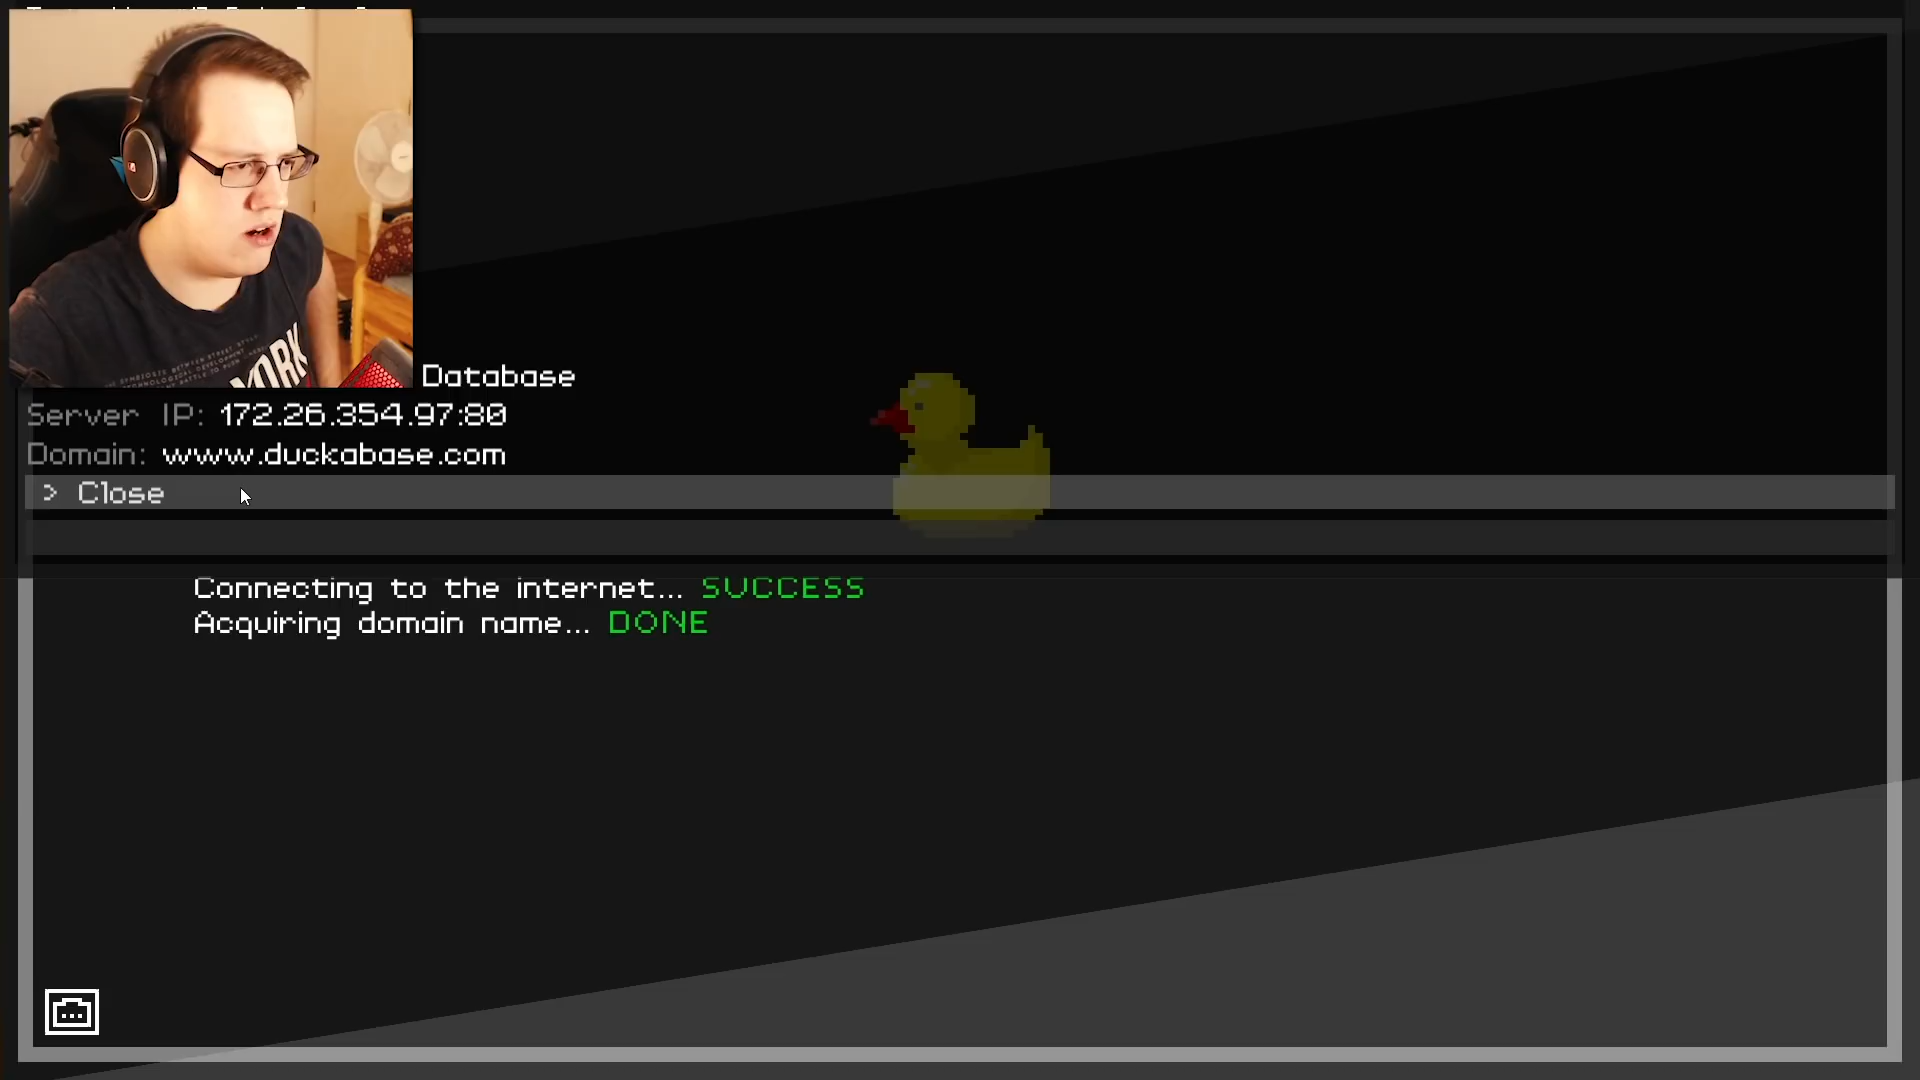 Database
Server IP: 172.26.354.97:80
Domain: www.duckabase.com
> Close
Connecting to the internet... SUCCESS
Acquiring domain name... DONE